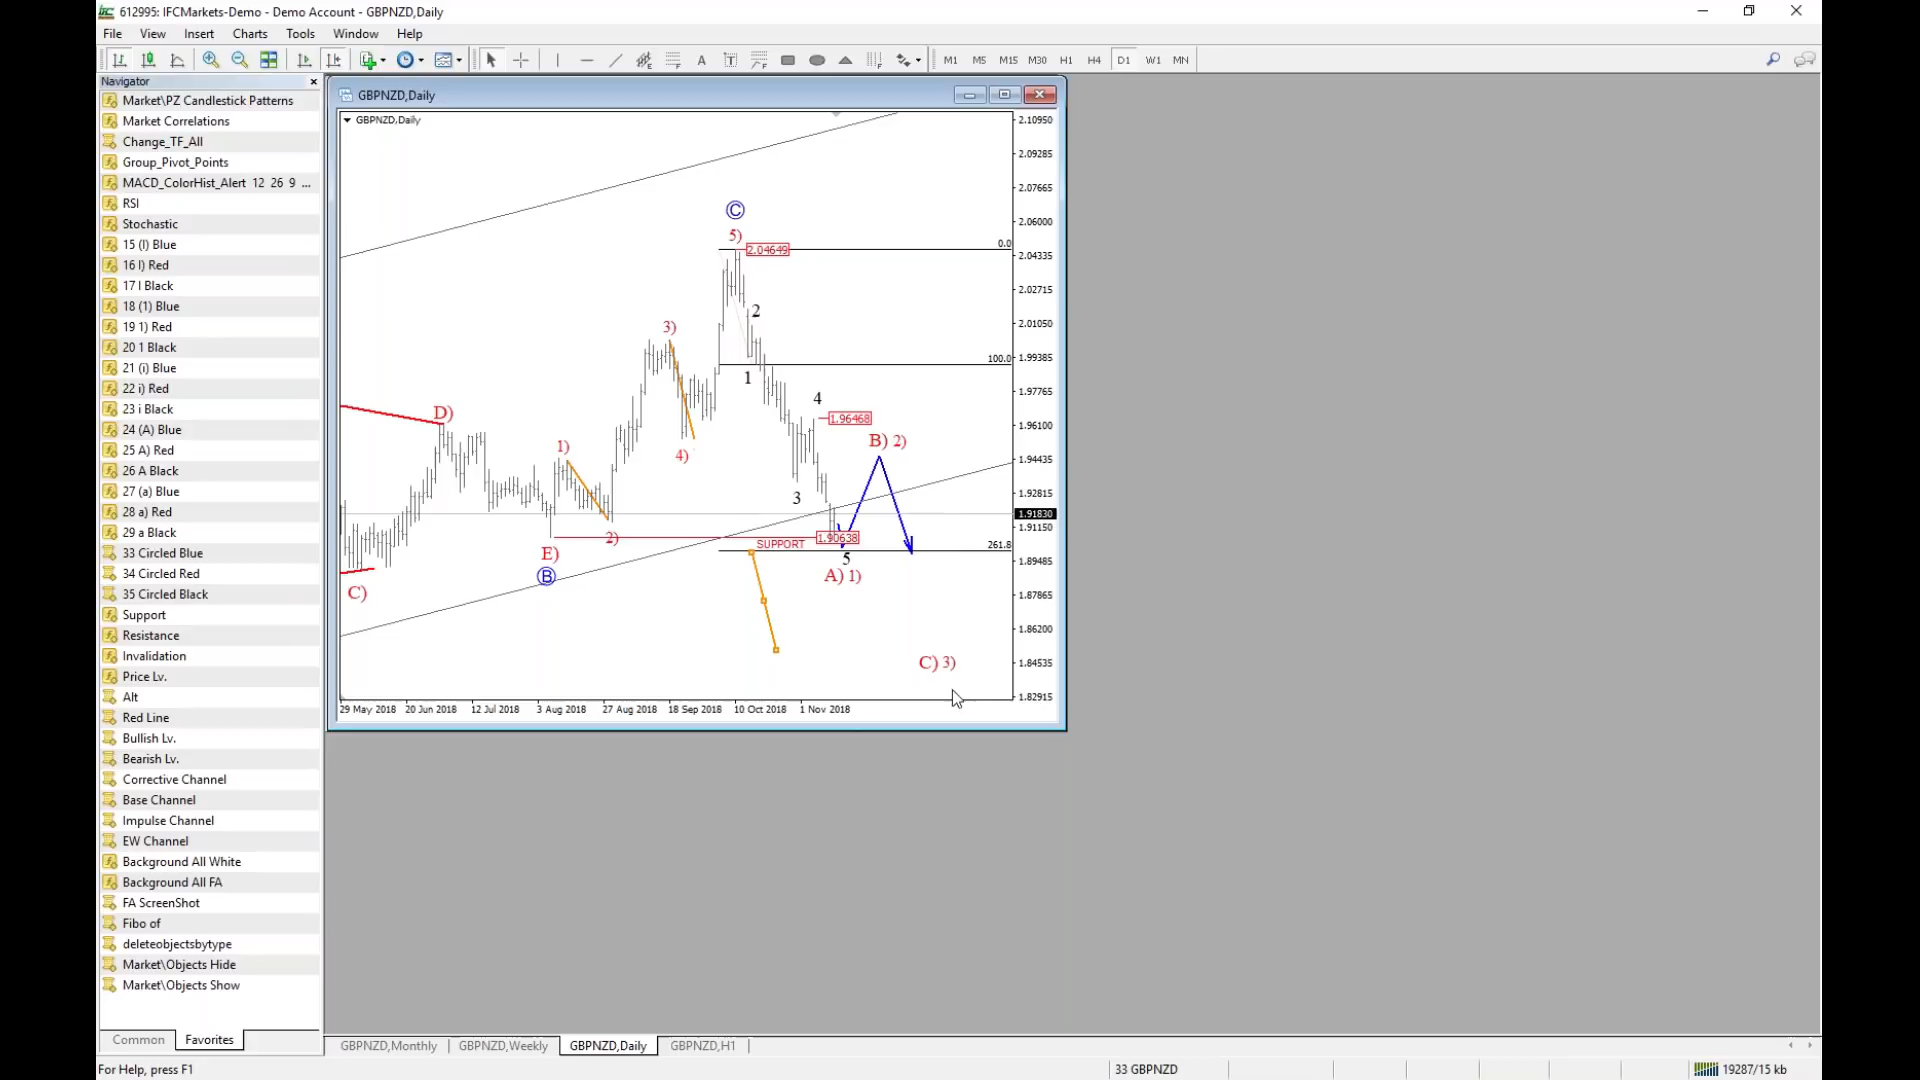 612995: IFCMarkets-Demo - Demo Account - GBPNZD,Daily
File View Insert Charts Tools Window Help
A T M1 M5 M15 M30 H1 H4 D1 W1 MN
Navigator
Market\PZ Candlestick Patterns
Market Correlations
Change_TF_All
Group_Pivot_Points
MACD_ColorHist_Alert 12 26 9 ...
RSI
Stochastic
15 (I) Blue
16 I) Red
17 I Black
18 (1) Blue
19 1) Red
20 1 Black
21 (i) Blue
22 i) Red
23 i Black
24 (A) Blue
25 A) Red
26 A Black
27 (a) Blue
28 a) Red
29 a Black
33 Circled Blue
34 Circled Red
35 Circled Black
Support
Resistance
Invalidation
Price Lv.
Alt
Red Line
Bullish Lv.
Bearish Lv.
Corrective Channel
Base Channel
Impulse Channel
EW Channel
Background All White
Background All FA
FA ScreenShot
Fibo of
deleteobjectsbytype
Market\Objects Hide
Market\Objects Show
Common Favorites
GBPNZD,Daily
GBPNZD,Daily
2.10950
2.09285
2.07665
2.06000
2.04335
2.02715
2.01050
1.99385
1.97765
1.96100
1.94435
1.92815
1.91830
1.91150
1.89485
1.87865
1.86200
1.84535
1.82915
C
5)
2.04649
0.0
2
3)
100.0
1
4
D)
1.96468
B) 2)
1)
4)
3
2)
1.90638
SUPPORT
261.8
E)
5
B
A) 1)
C)
C) 3)
29 May 2018 20 Jun 2018 12 Jul 2018 3 Aug 2018 27 Aug 2018 18 Sep 2018 10 Oct 2018 1 Nov 2018
GBPNZD,Monthly GBPNZD,Weekly GBPNZD,Daily GBPNZD,H1
For Help, press F1
33 GBPNZD
19287/15 kb